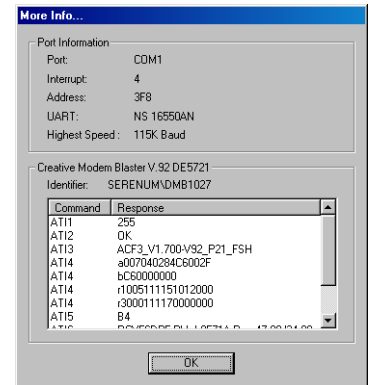 More Info...
Port Information
Port: COM1
Interrupt: 4
Address: 3F8
UART: NS 16550AN
Highest Speed : 115K Baud
Creative Modem Blaster V.92 DE5721
Identifier: SERENUM\DMB1027
Command Response
ATI1 255
ATI2 OK
ATI3 ACF3_V1.700-V92_P21_FSH
ATI4 a007040284C6002F
ATI4 bC60000000
ATI4 r1005111151012000
ATI4 r3000111170000000
ATI5 B4
OK